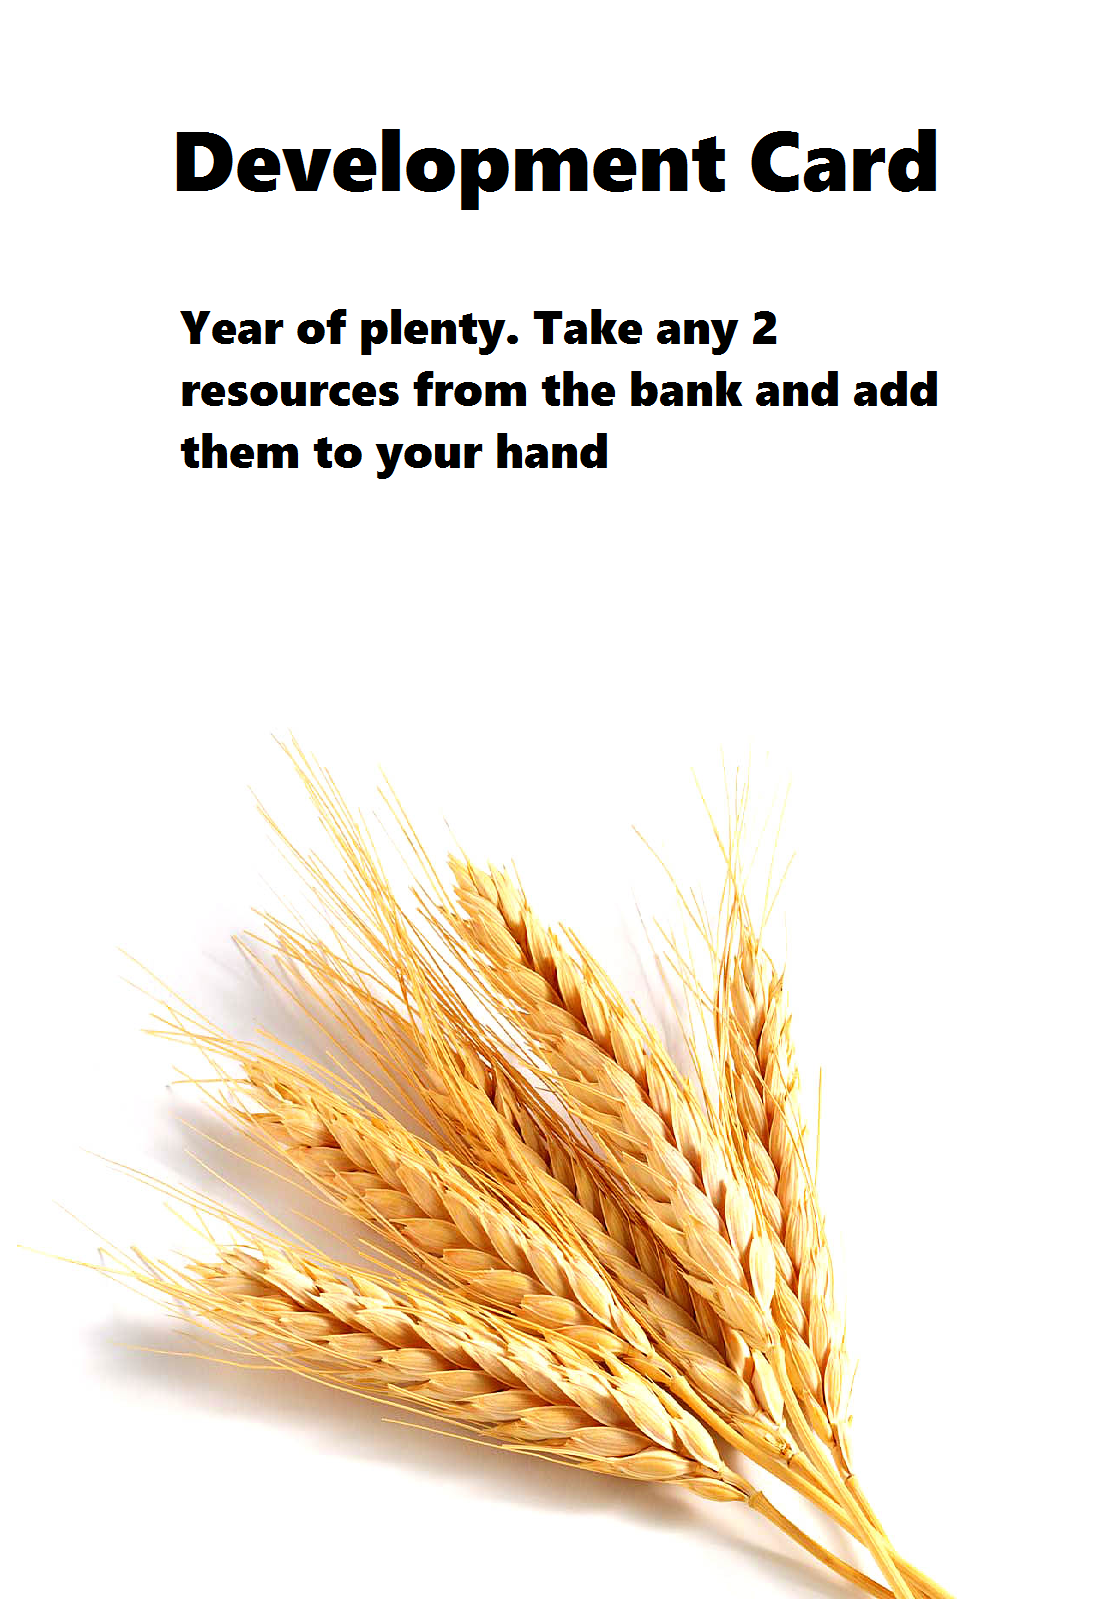 Development Card
Year of plenty. Take any 2
resources from the bank and add
them to your hand